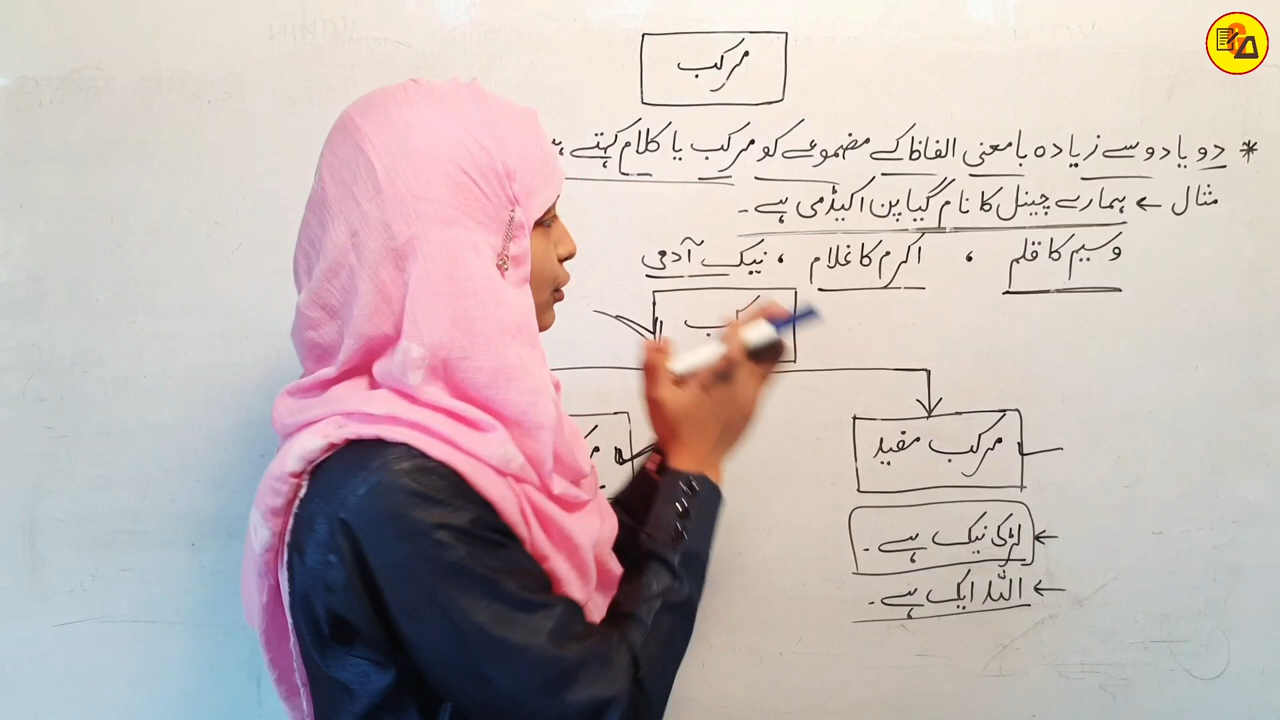 مرکب
* دو یا دو سے زیادہ بامعنی الفاظ کے مضموعے کو مرکب یا کلام کہتے
مثال ← ہمارے چینل کا نام گیا پن اکیڈمی ہے۔
وسیم کا قلم ، اکرم کا غلام ، نیک آدمی
مرکب مفید
← لڑکی نیک ہے۔
← اللہ ایک ہے۔